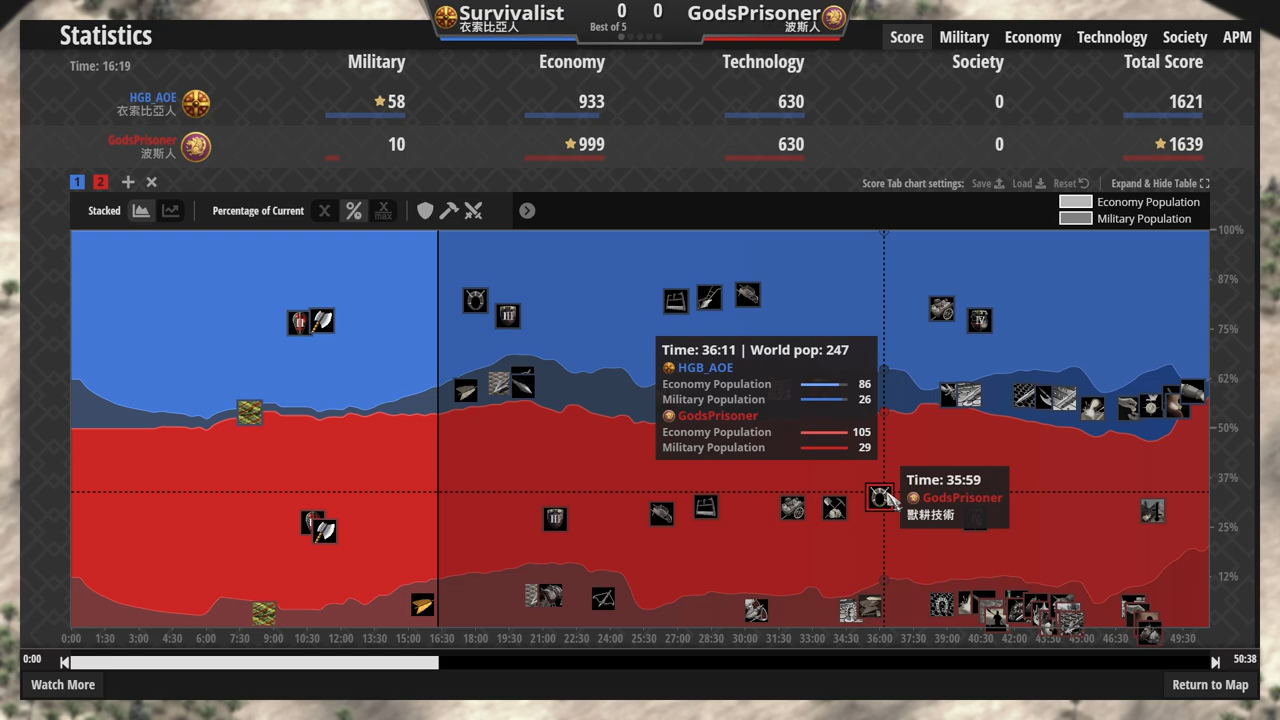 Survivalist 0 0 GodsPrisoner
衣索比亞人 Best of 5 波斯人
Statistics
Score Military Economy Technology Society APM
Time: 16:19 Military Economy Technology Society Total Score
HGB_AOE
衣索比亞人
58 933 630 0 1621
GodsPrisoner
波斯人
10 999 630 0 1639
1 2
Score Tab chart settings: Save Load Reset Expand & Hide Table
Stacked Percentage of Current X % X max
Economy Population
Military Population
100%
87%
75%
62%
50%
37%
25%
12%
Time: 36:11 | World pop: 247
HGB_AOE
Economy Population 86
Military Population 26
GodsPrisoner
Economy Population 105
Military Population 29
Time: 35:59
GodsPrisoner
獸耕技術
0:00 1:30 3:00 4:30 6:00 7:30 9:00 10:30 12:00 13:30 15:00 16:30 18:00 19:30 21:00 22:30 24:00 25:30 27:00 28:30 30:00 31:30 33:00 34:30 36:00 37:30 39:00 40:30 42:00 43:30 45:00 46:30 49:30
0:00 50:38
Watch More Return to Map